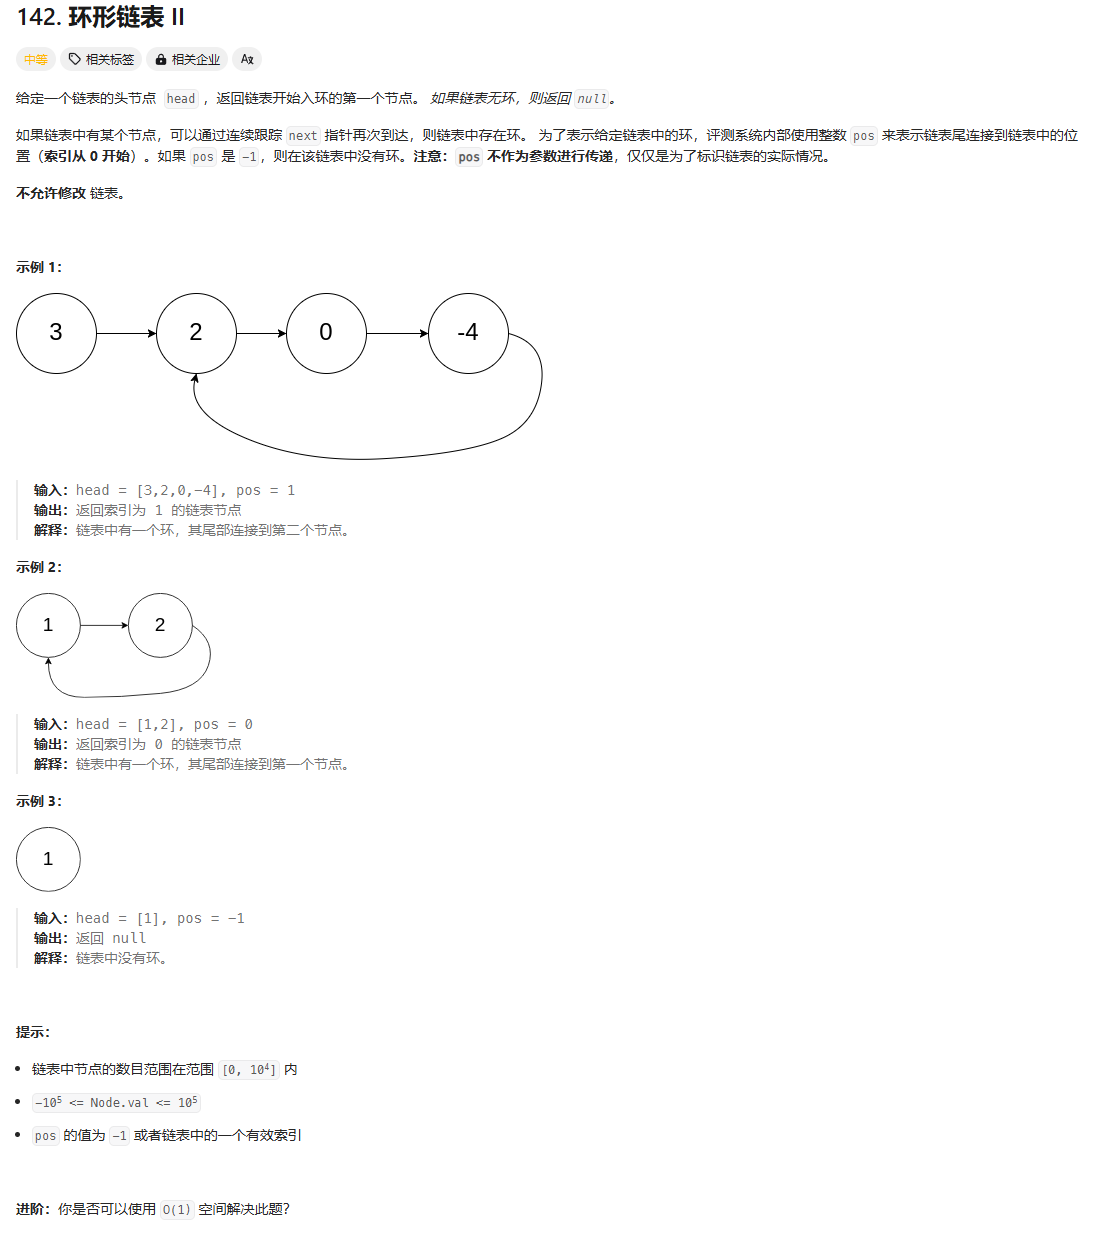 142. 环形链表 II
中等 相关标签 相关企业 A文
给定一个链表的头节点 head ，返回链表开始入环的第一个节点。 如果链表无环，则返回 null。
如果链表中有某个节点，可以通过连续跟踪 next 指针再次到达，则链表中存在环。 为了表示给定链表中的环，评测系统内部使用整数 pos 来表示链表尾连接到链表中的位
置（索引从 0 开始）。如果 pos 是 -1，则在该链表中没有环。注意：pos 不作为参数进行传递，仅仅是为了标识链表的实际情况。
不允许修改 链表。
示例 1：
3 2 0 -4
输入：head = [3,2,0,-4], pos = 1
输出：返回索引为 1 的链表节点
解释：链表中有一个环，其尾部连接到第二个节点。
示例 2：
1 2
输入：head = [1,2], pos = 0
输出：返回索引为 0 的链表节点
解释：链表中有一个环，其尾部连接到第一个节点。
示例 3：
1
输入：head = [1], pos = -1
输出：返回 null
解释：链表中没有环。
提示：
• 链表中节点的数目范围在范围 [0, 10⁴] 内
• -10⁵ <= Node.val <= 10⁵
• pos 的值为 -1 或者链表中的一个有效索引
进阶：你是否可以使用 O(1) 空间解决此题？